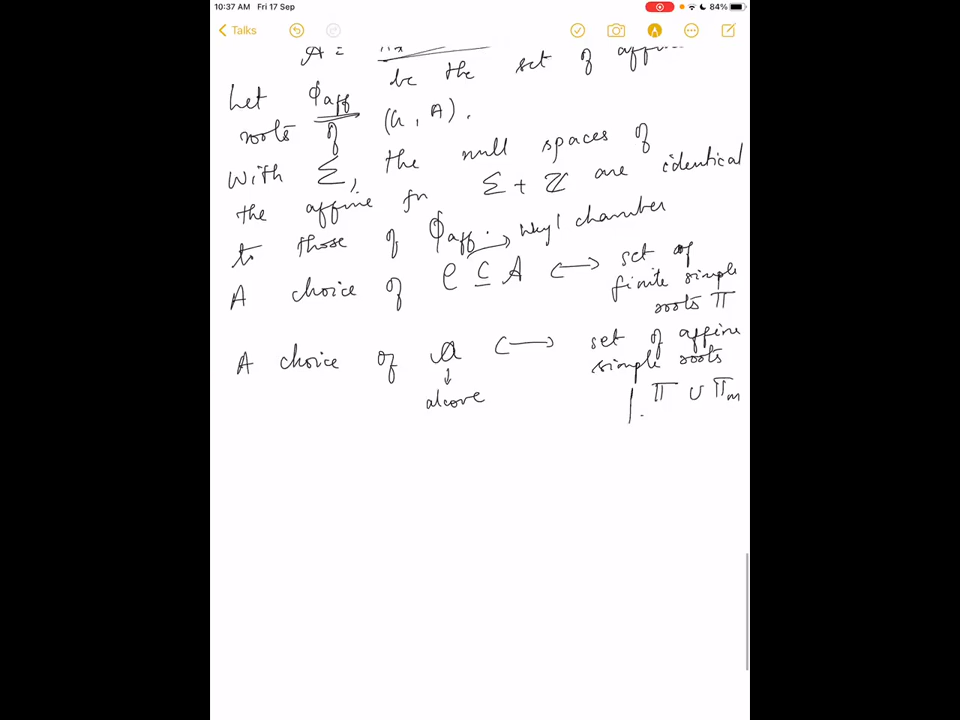 10:37 AM Fri 17 Sep
84%
Talks
A =
Let Φaff be the set of affine
roots of (G, A).
With Σ, the null spaces of
the affine fn Σ + ℤ are identical
to those of Φaff. → Weyl chamber
A choice of C ⊆ A ⟷ set of
finite simple
roots Π
A choice of a ⟷ set of affine
simple roots
↓
alcove
Π ∪ Πm